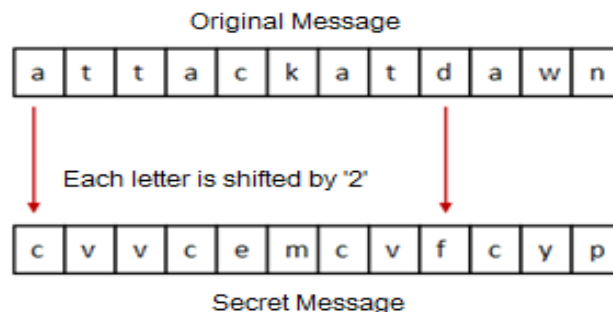 Original Message
a t t a c k a t d a w n
Each letter is shifted by '2'
c v v c e m c v f c y p
Secret Message